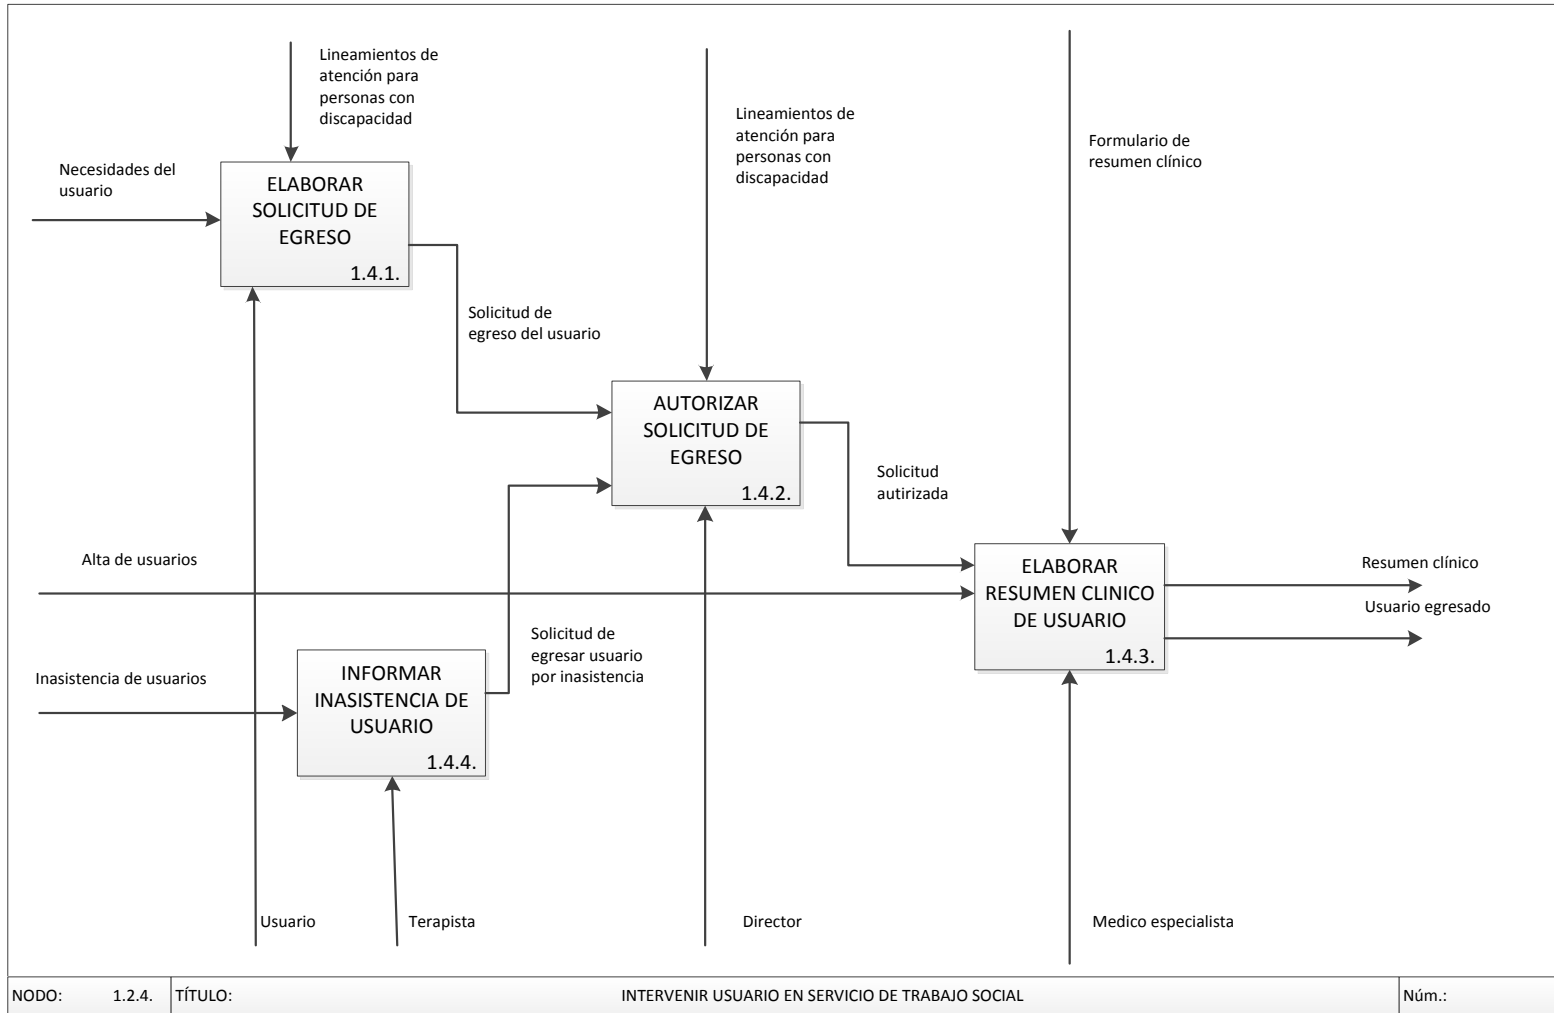 Lineamientos de
atención para
personas con
discapacidad
Lineamientos de
atención para
personas con
discapacidad
Formulario de
resumen clínico
Necesidades del
usuario
ELABORAR
SOLICITUD DE
EGRESO
1.4.1.
Solicitud de
egreso del usuario
AUTORIZAR
SOLICITUD DE
EGRESO
1.4.2.
Solicitud
autirizada
Alta de usuarios
ELABORAR
RESUMEN CLINICO
DE USUARIO
1.4.3.
Resumen clínico
Usuario egresado
Solicitud de
egresar usuario
por inasistencia
Inasistencia de usuarios
INFORMAR
INASISTENCIA DE
USUARIO
1.4.4.
Usuario
Terapista
Director
Medico especialista
NODO: 1.2.4. TÍTULO: INTERVENIR USUARIO EN SERVICIO DE TRABAJO SOCIAL Núm.: